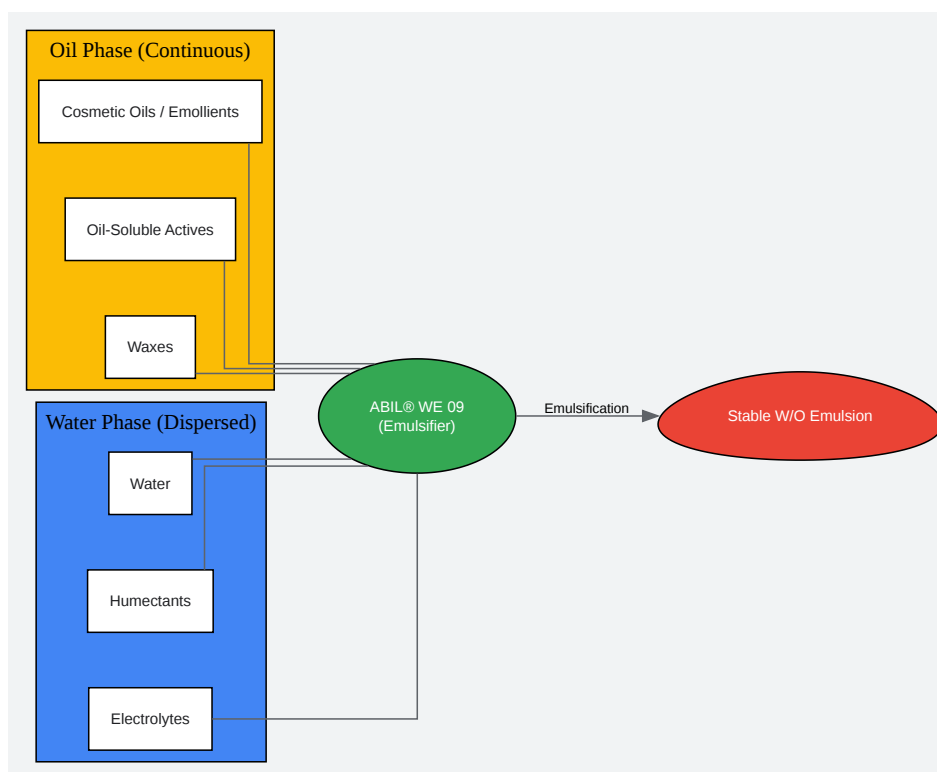 Oil Phase (Continuous)
Cosmetic Oils / Emollients
Oil-Soluble Actives
Waxes
Water Phase (Dispersed)
Water
Humectants
Electrolytes
ABIL® WE 09
(Emulsifier)
Emulsification
Stable W/O Emulsion